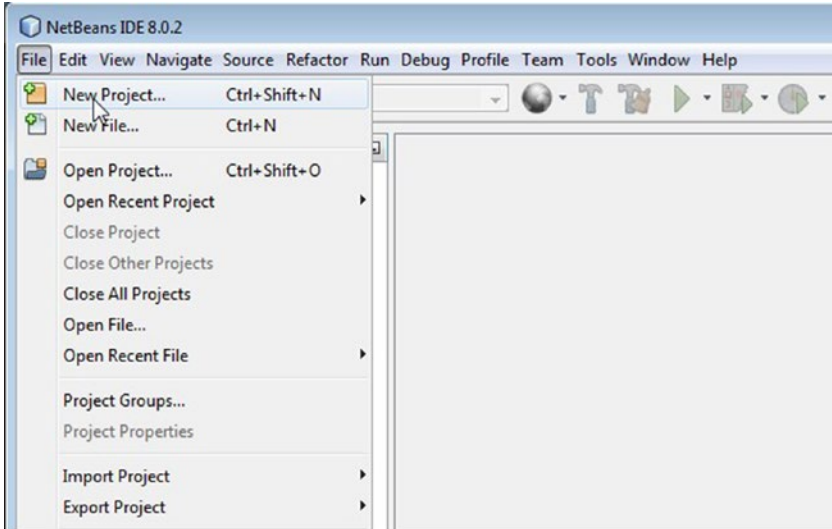 NetBeans IDE 8.0.2
File Edit View Navigate Source Refactor Run Debug Profile Team Tools Window Help
New Project... Ctrl+Shift+N
New File... Ctrl+N
Open Project... Ctrl+Shift+O
Open Recent Project
Close Project
Close Other Projects
Close All Projects
Open File...
Open Recent File
Project Groups...
Project Properties
Import Project
Export Project